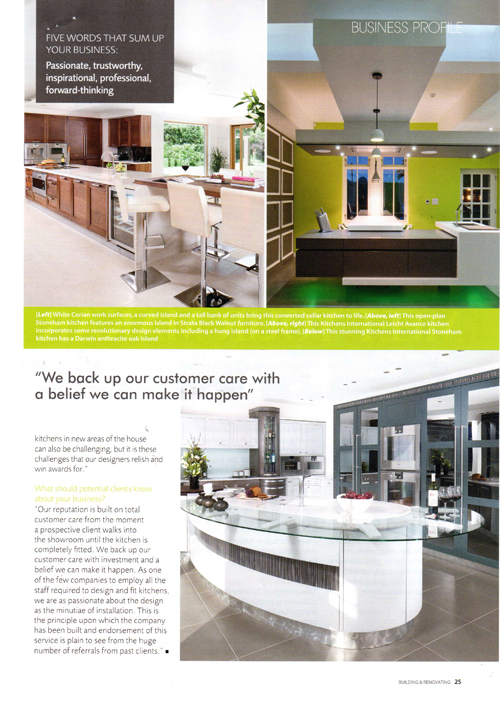 FIVE WORDS THAT SUM UP
YOUR BUSINESS:
Passionate, trustworthy,
inspirational, professional,
forward-thinking
BUSINESS PROFILE
[Left] White Corian work surfaces, a curved island and a tall bank of units bring this converted cellar kitchen to life. [Above, left] This open-plan
Stoneham kitchen features an enormous island in Strata Black Walnut furniture. [Above, right] This Kitchens International Leicht Avance kitchen
incorporates some revolutionary design elements including a hung island (on a steel frame). [Below] This stunning Kitchens International Stoneham
kitchen has a Darwin anthracite oak island
"We back up our customer care with
a belief we can make it happen"
kitchens in new areas of the house
can also be challenging, but it is these
challenges that our designers relish and
win awards for."
What should potential clients know
about your business?
"Our reputation is built on total
customer care from the moment
a prospective client walks into
the showroom until the kitchen is
completely fitted. We back up our
customer care with investment and a
belief we can make it happen. As one
of the few companies to employ all the
staff required to design and fit kitchens,
we are as passionate about the design
as the minutiae of installation. This is
the principle upon which the company
has been built and endorsement of this
service is plain to see from the huge
number of referrals from past clients." ■
BUILDING & RENOVATING 25